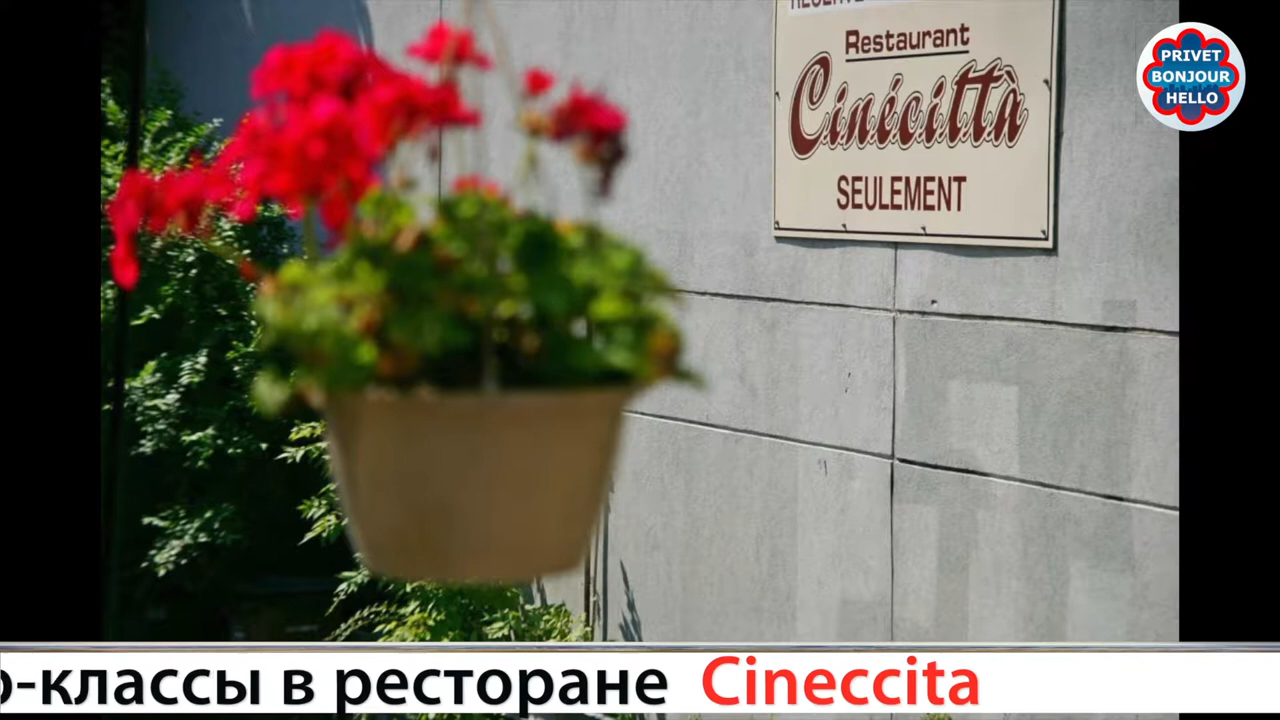 Restaurant
Cinécittà
SEULEMENT
PRIVET
BONJOUR
HELLO
-классы в ресторане Cineccita